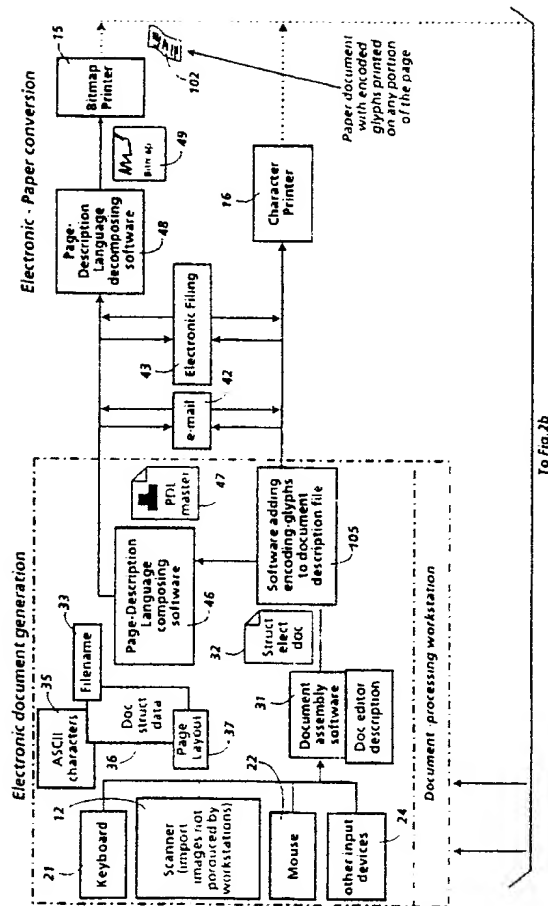 Electronic document generation
Electronic - Paper conversion
21
Keyboard
12
Scanner
(import
images not
porduced by
workstations)
22
Mouse
other input
devices
24
35
ASCII
characters
33
Filename
Doc struct
data
36
Page
Layout
37
31
Document
assembly
software
Doc editor
description
32
Struct
elect
doc
Page-Description
Language
composing
software
46
PDL
master
47
Software adding
encoding-glyphs
to document
description file
105
e-mail
42
Electronic Filing
43
Page-
Description
Language
decomposing
software
48
49
15
Bitmap
Printer
102
16
Character
Printer
Paper document
with encoded
glyphs printed
on any portion
of the page
Document -processing workstation
To Fig.2b